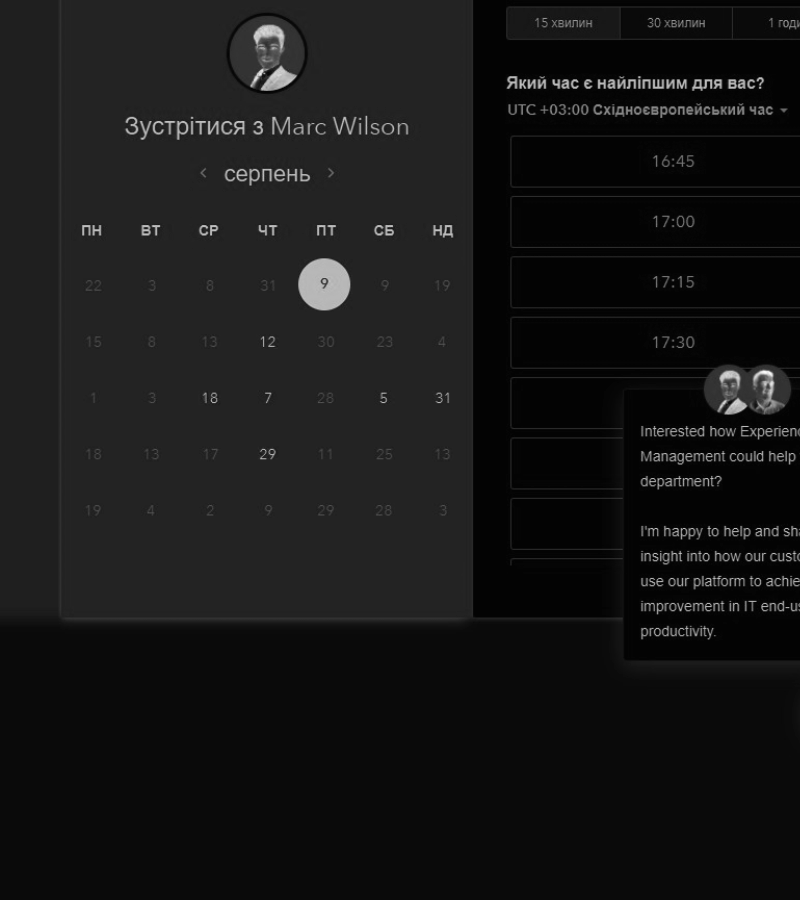 Зустрітися з Marc Wilson
серпень
ПН ВТ СР ЧТ ПТ СБ НД
22 3 8 31 9 9 19
15 8 13 12 30 23 4
1 3 18 7 28 5 31
18 13 17 29 11 25 13
19 4 2 9 29 28 3
15 хвилин 30 хвилин 1 годи
Який час є найліпшим для вас?
UTC +03:00 Східноєвропейський час
16:45
17:00
17:15
17:30
Interested how Experienc
Management could help
department?
I'm happy to help and sha
insight into how our custo
use our platform to achie
improvement in IT end-us
productivity.